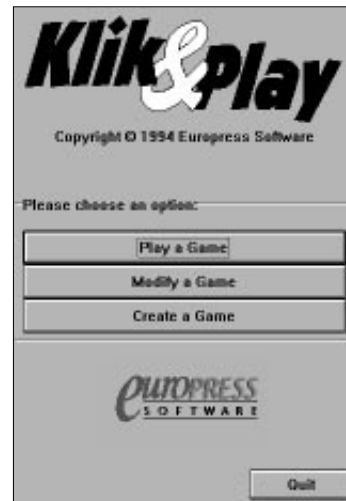 Klik&Play
Copyright © 1994 Europress Software
Please choose an option:
Play a Game
Modify a Game
Create a Game
europress
SOFTWARE
Quit